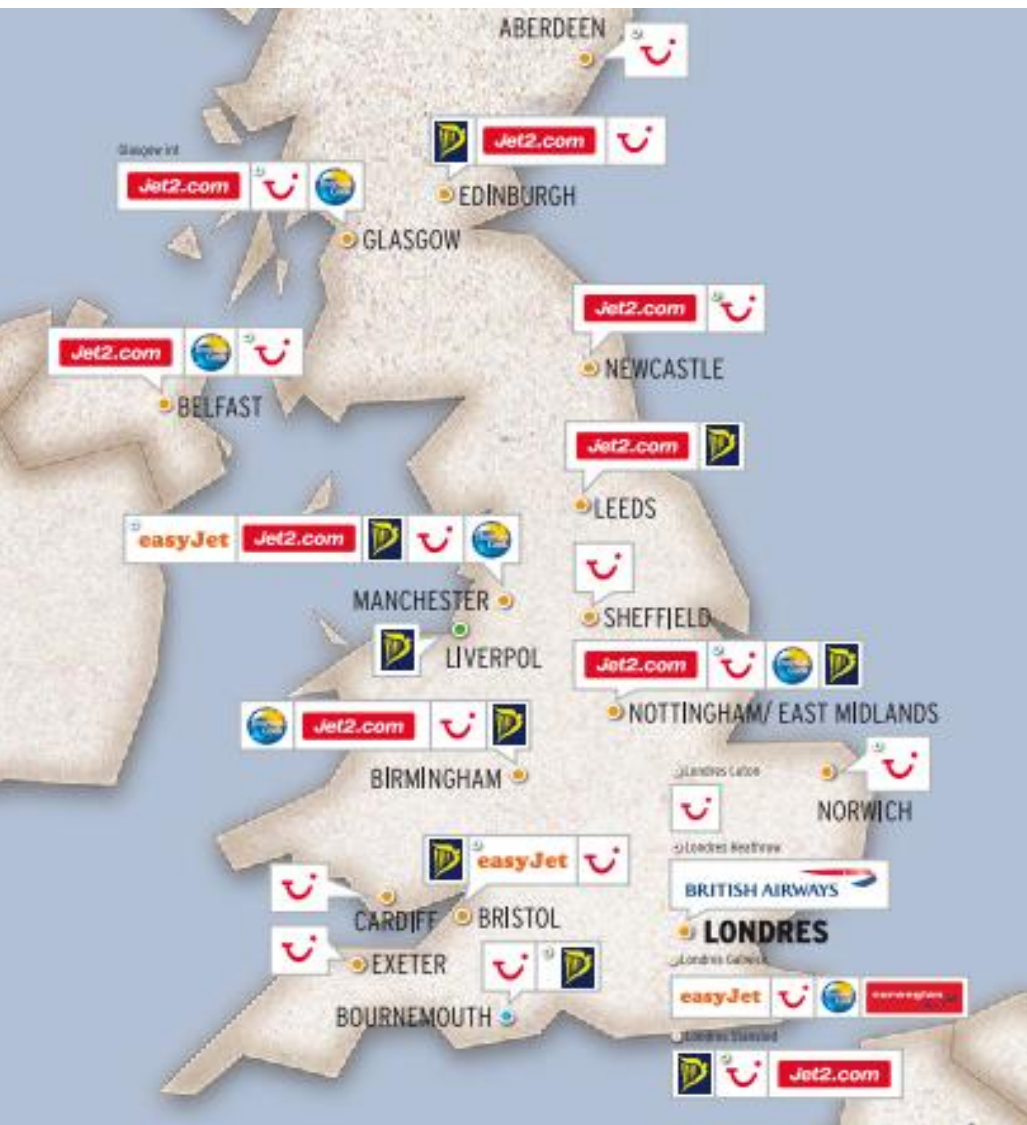 ABERDEEN
Jet2.com
EDINBURGH
Glasgow int
Jet2.com
GLASGOW
Jet2.com
NEWCASTLE
Jet2.com
BELFAST
Jet2.com
LEEDS
easyJet Jet2.com
MANCHESTER
SHEFFIELD
LIVERPOL
Jet2.com
NOTTINGHAM/ EAST MIDLANDS
Jet2.com
BIRMINGHAM
Londres Luton
NORWICH
Londres Heathrow
BRITISH AIRWAYS
easyJet
CARDIFF
BRISTOL
LONDRES
EXETER
Londres Gatwick
easyJet norwegian
BOURNEMOUTH
Londres Stansted
Jet2.com